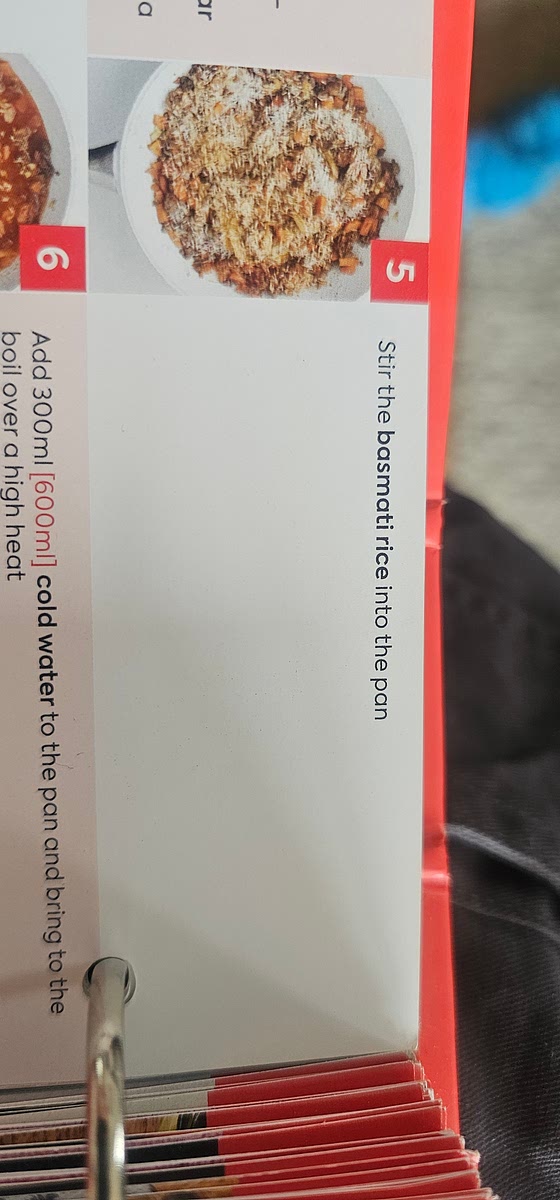 5
Stir the basmati rice into the pan
6
Add 300ml [600ml] cold water to the pan and bring to the
boil over a high heat